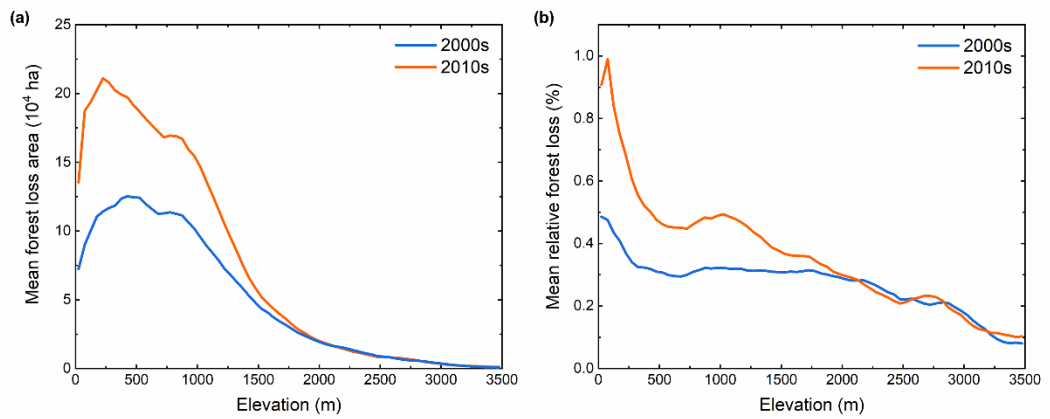 (a)
25
20
15
10
5
0
Mean forest loss area (10⁴ ha)
2000s
2010s
0 500 1000 1500 2000 2500 3000 3500
Elevation (m)
(b)
1.0
0.8
0.6
0.4
0.2
0.0
Mean relative forest loss (%)
2000s
2010s
0 500 1000 1500 2000 2500 3000 3500
Elevation (m)